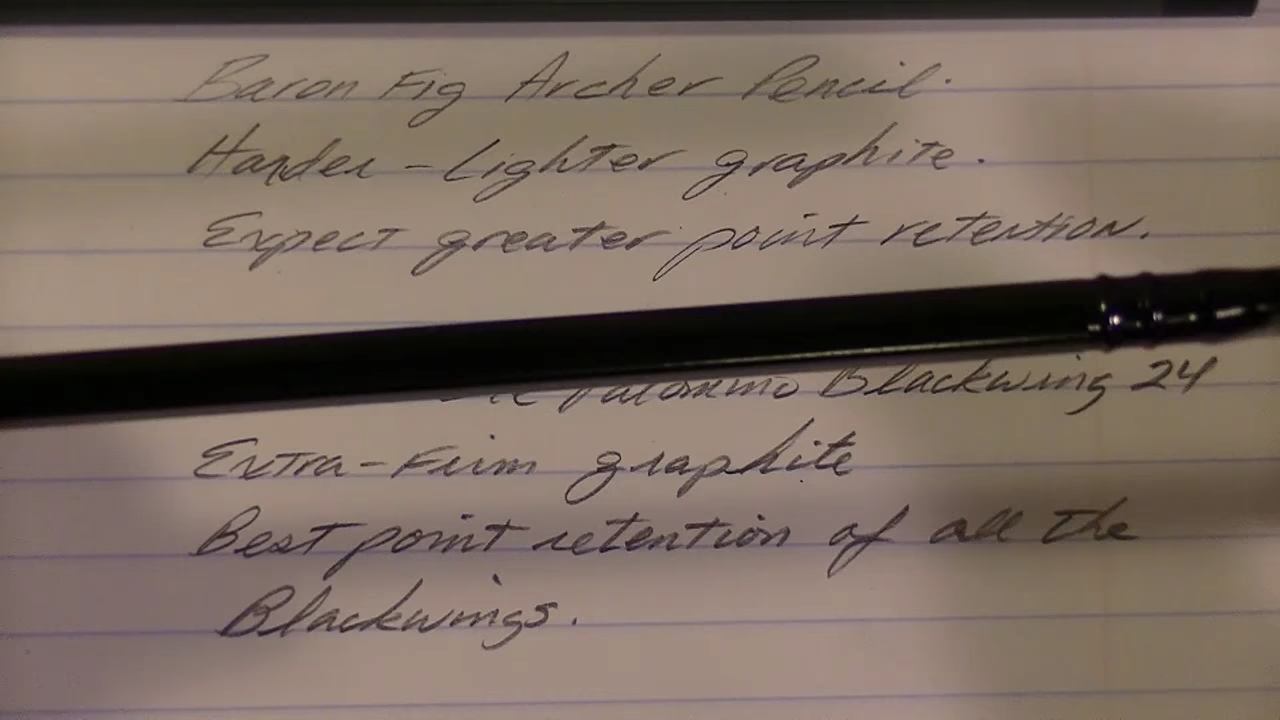 Baron Fig Archer Pencil.
Harder - Lighter graphite.
Expect greater point retention.
Palomino Blackwing 24
Extra-Firm graphite
Best point retention of all the
Blackwings.